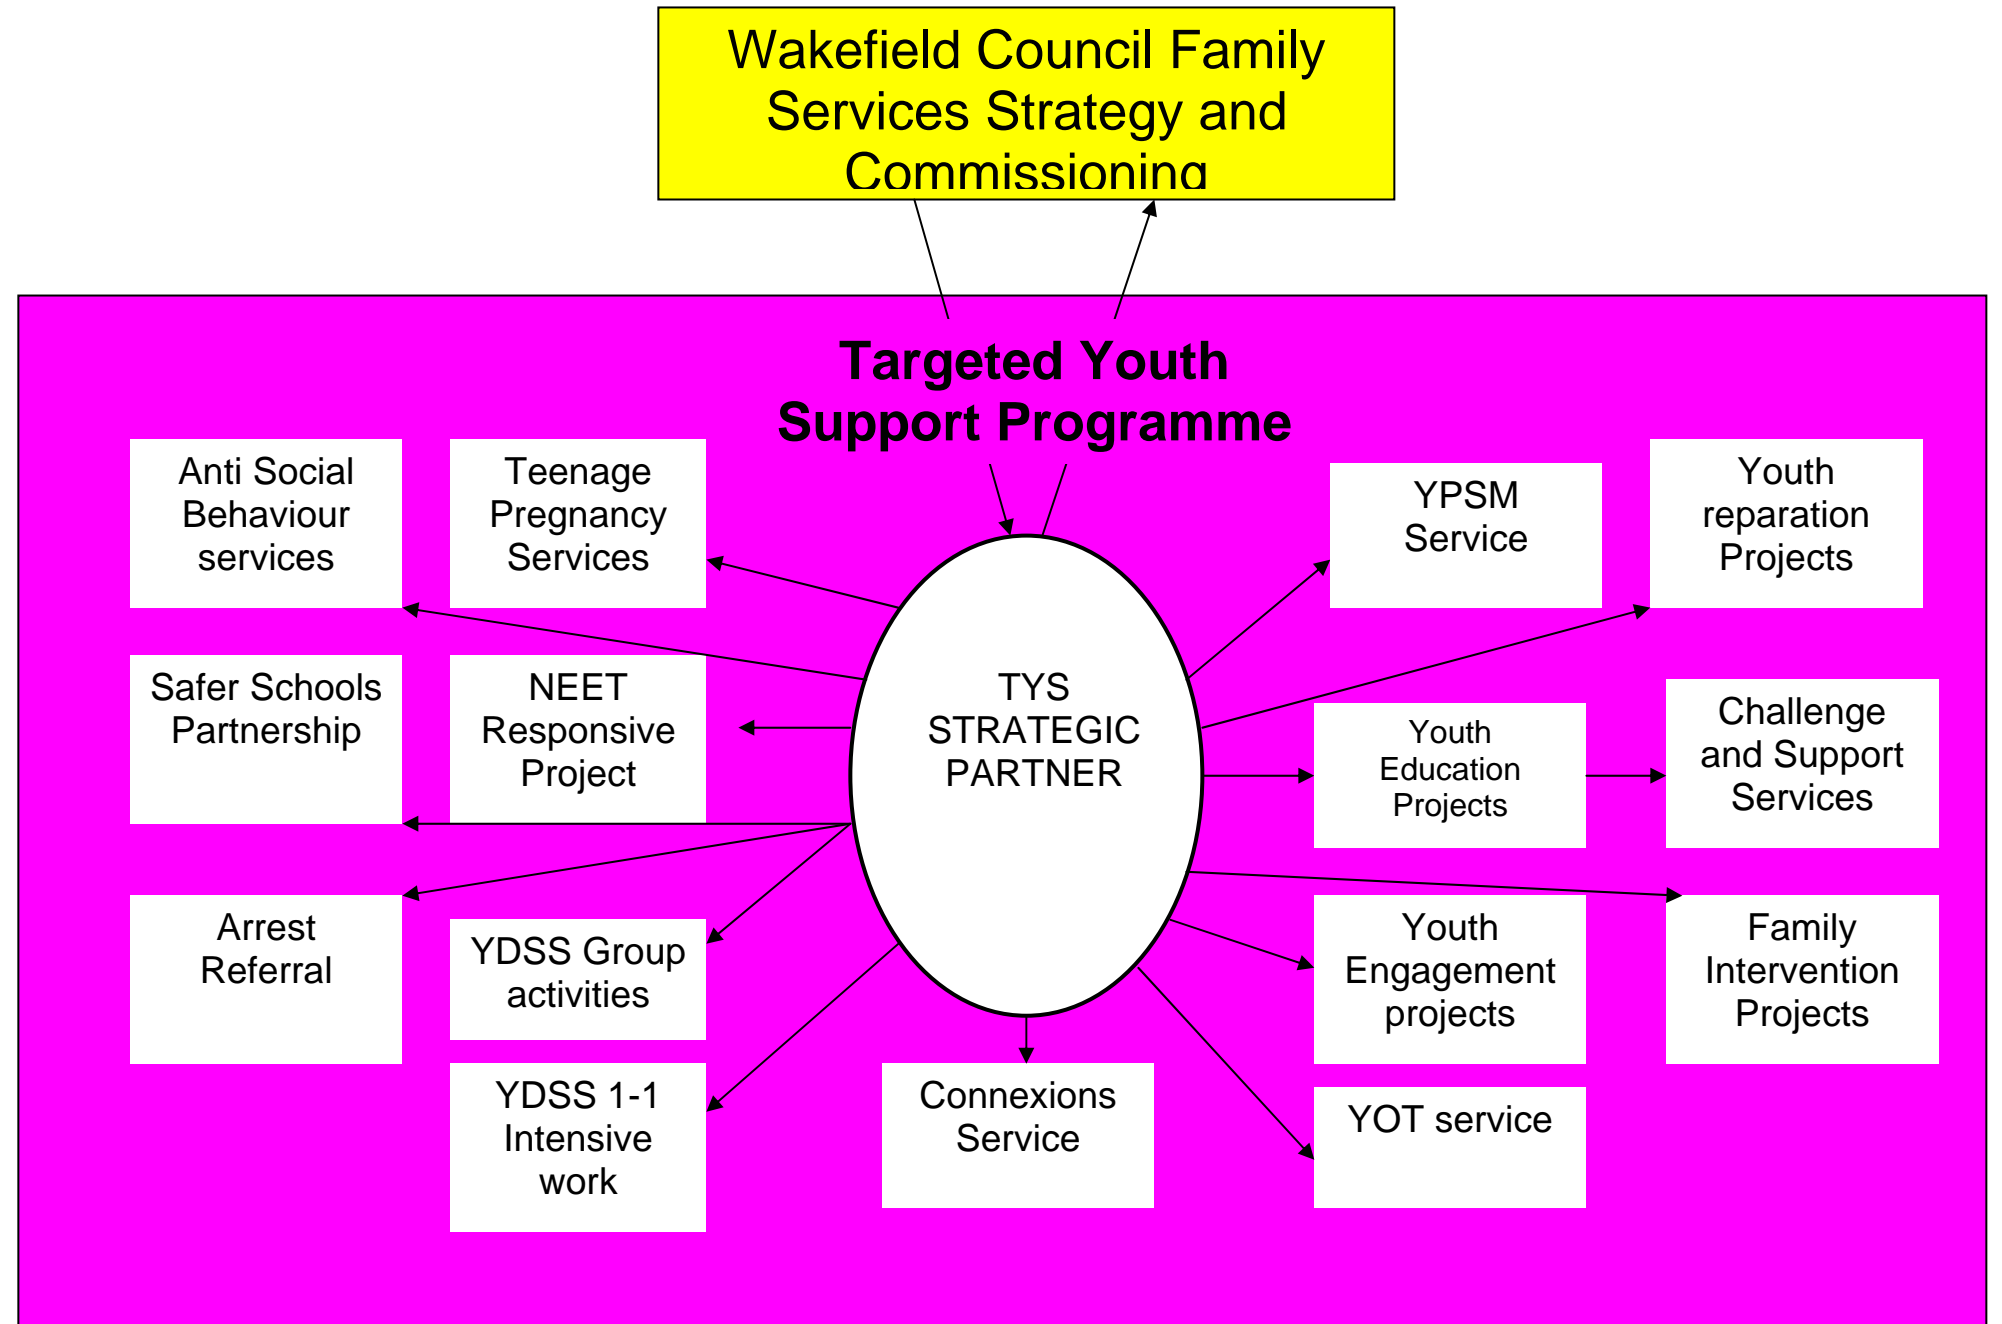 Wakefield Council Family
Services Strategy and
Commissioning
Targeted Youth
Support Programme
Anti Social
Behaviour
services
Teenage
Pregnancy
Services
YPSM
Service
Youth
reparation
Projects
Safer Schools
Partnership
NEET
Responsive
Project
TYS
STRATEGIC
PARTNER
Youth
Education
Projects
Challenge
and Support
Services
Arrest
Referral
YDSS Group
activities
Youth
Engagement
projects
Family
Intervention
Projects
YDSS 1-1
Intensive
work
Connexions
Service
YOT service